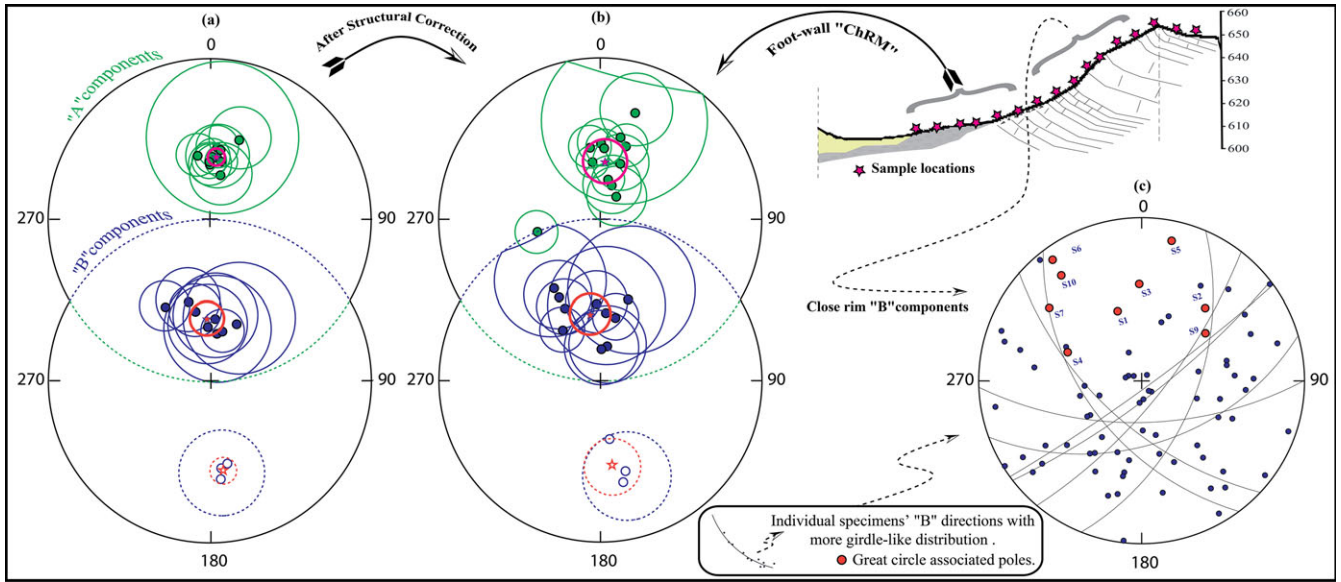 (a)
0
After Structural Correction
(b)
0
Foot-wall "ChRM"
660
650
640
630
620
610
600
Sample locations
"A"components
270
90
"B"components
270
90
180
270
90
270
90
180
Close rim "B"components
(c)
0
S6
S5
S10
S3
S2
S7
S1
S9
S4
270
90
180
Individual specimens' "B" directions with
more girdle-like distribution .
Great circle associated poles.